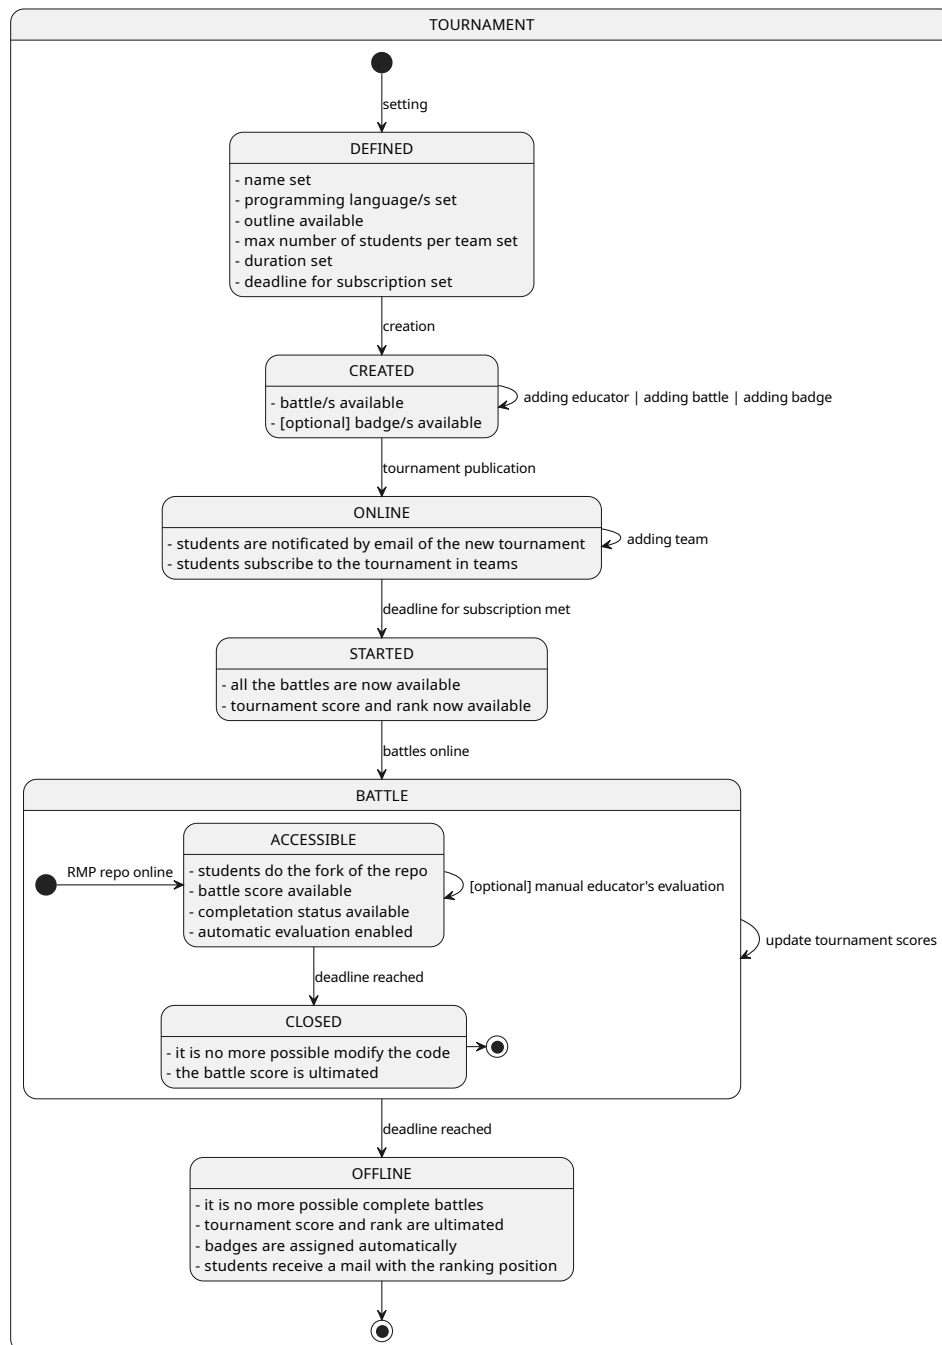 TOURNAMENT
setting
DEFINED
- name set
- programming language/s set
- outline available
- max number of students per team set
- duration set
- deadline for subscription set
creation
CREATED
- battle/s available
- [optional] badge/s available
adding educator | adding battle | adding badge
tournament publication
ONLINE
- students are notificated by email of the new tournament
- students subscribe to the tournament in teams
adding team
deadline for subscription met
STARTED
- all the battles are now available
- tournament score and rank now available
battles online
BATTLE
RMP repo online
ACCESSIBLE
- students do the fork of the repo
- battle score available
- completation status available
- automatic evaluation enabled
[optional] manual educator's evaluation
update tournament scores
deadline reached
CLOSED
- it is no more possible modify the code
- the battle score is ultimated
deadline reached
OFFLINE
- it is no more possible complete battles
- tournament score and rank are ultimated
- badges are assigned automatically
- students receive a mail with the ranking position